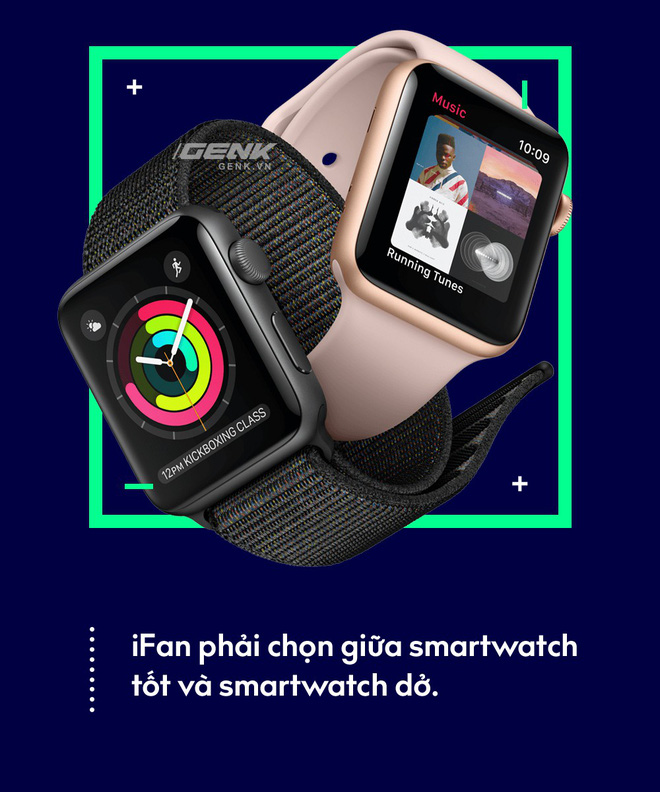 GENK
GENK.VN
Music
10:09
Running Tunes
12PM KICKBOXING CLASS
iFan phải chọn giữa smartwatch
tốt và smartwatch dở.